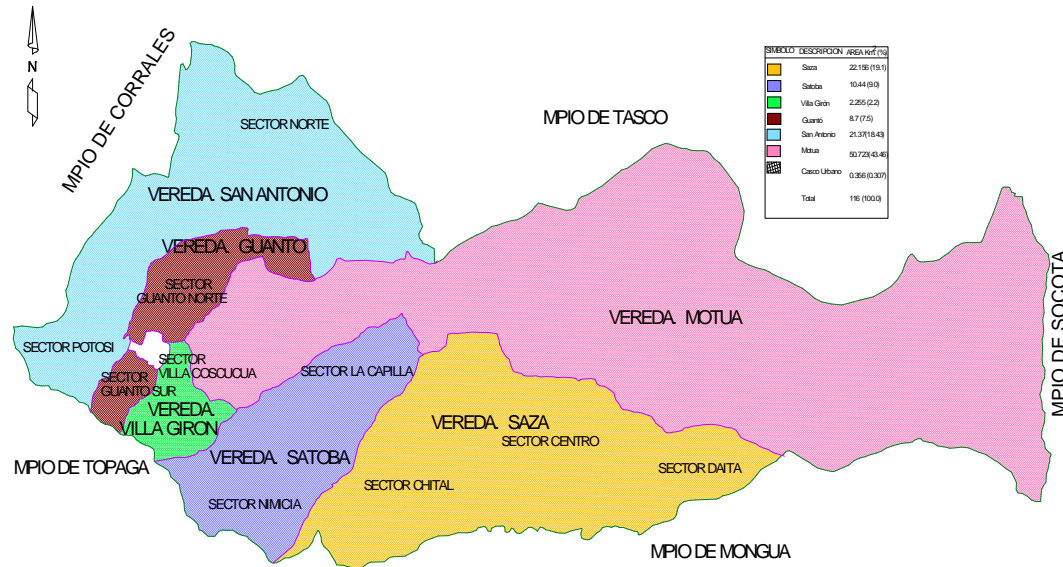 N
MPIO DE CORRALES
SECTOR NORTE
MPIO DE TASCO
SIMBOLO DESCRIPCION AREA Km2 (%)
Saza 22.156 (19.1)
Satoba 10.44 (9.0)
Villa Girón 2.255 (2.2)
Guantó 8.7 (7.5)
San Antonio 21.37(18.43)
Motua 50.723(43.46)
Casco Urbano 0.356 (0.307)
Total 116 (100.0)
VEREDA. SAN ANTONIO
VEREDA. GUANTO
SECTOR
GUANTO NORTE
VEREDA. MOTUA
MPIO DE SOCOTA
SECTOR POTOSI
SECTOR
VILLA COSCUCUA
SECTOR LA CAPILLA
SECTOR
GUANTO SUR
VEREDA.
VILLA GIRON
VEREDA. SAZA
SECTOR CENTRO
MPIO DE TOPAGA
VEREDA. SATOBA
SECTOR DAITA
SECTOR CHITAL
SECTOR NIMICIA
MPIO DE MONGUA